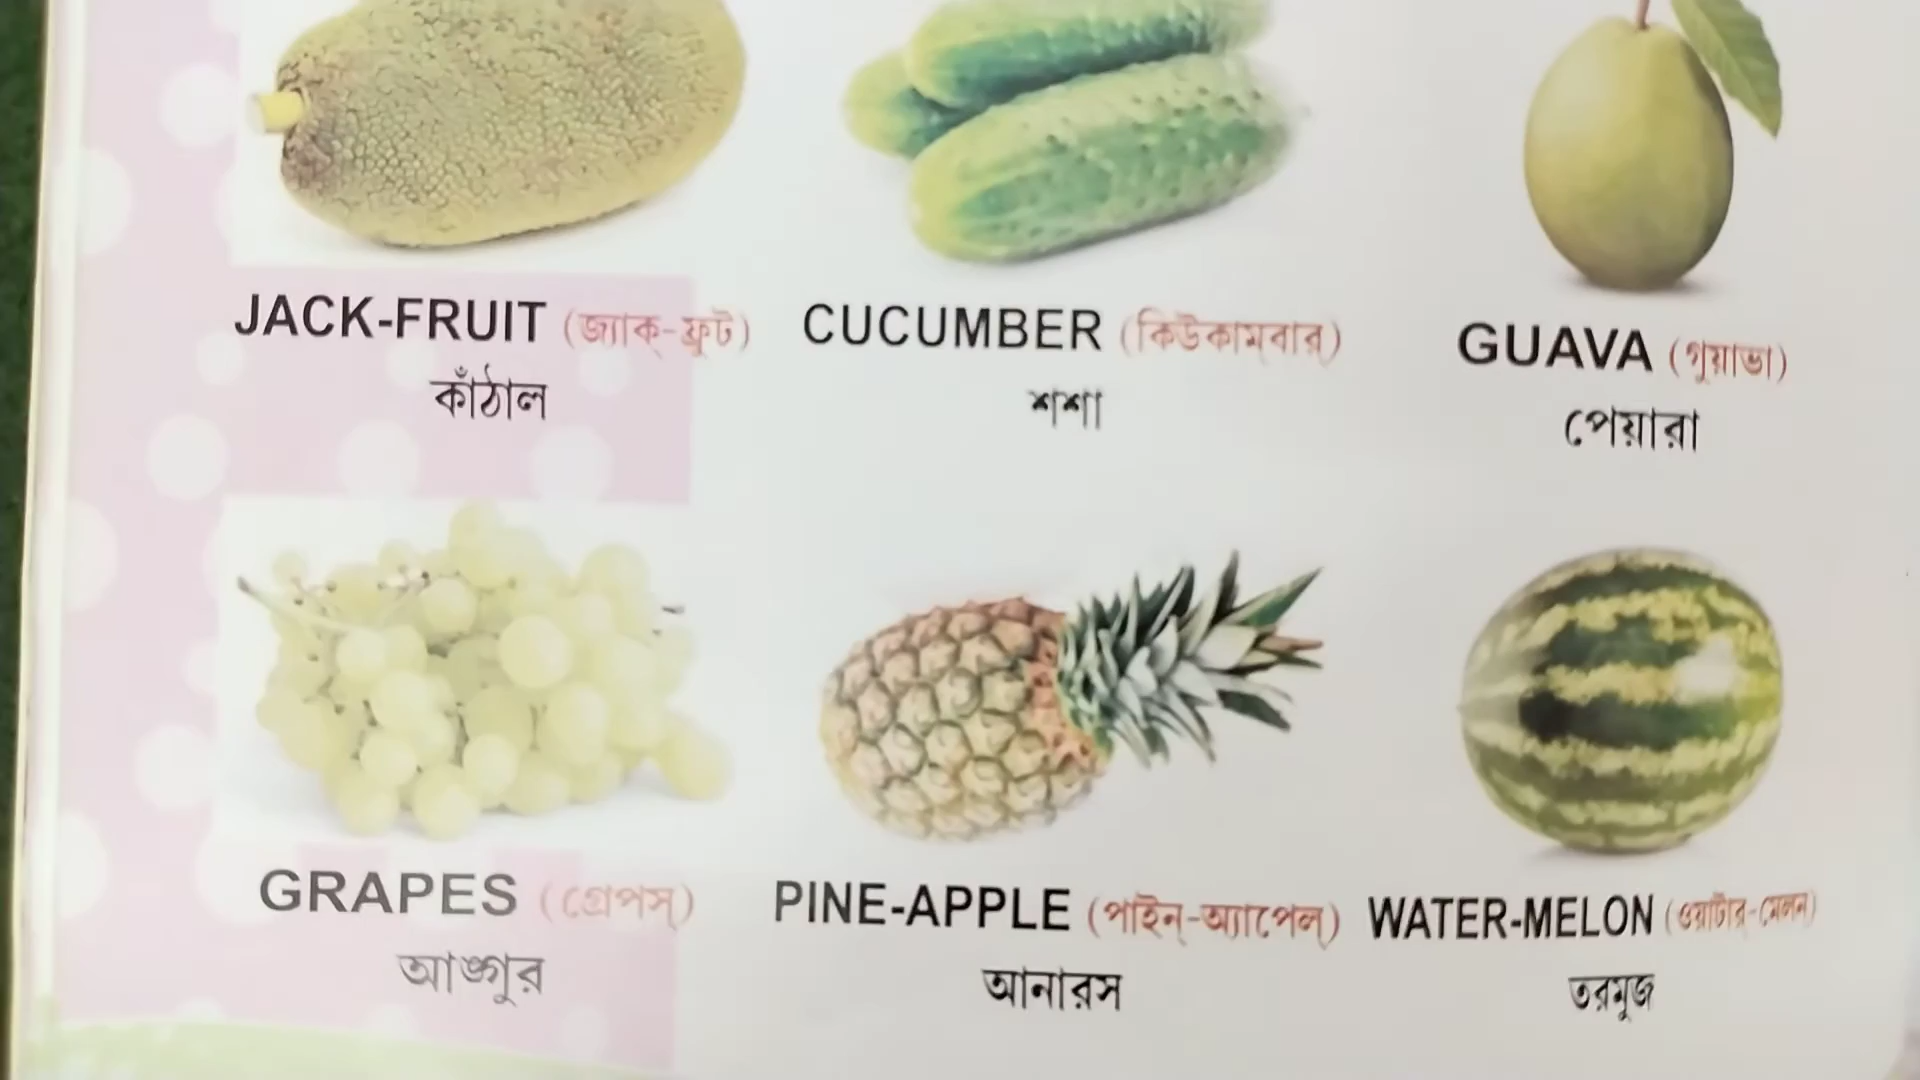 JACK-FRUIT (জ্যাক্-ফ্রুট)
কাঁঠাল
CUCUMBER (কিউকাম্বার্)
শশা
GUAVA (গুয়াভা)
পেয়ারা
GRAPES (গ্রেপস্)
আঙ্গুর
PINE-APPLE (পাইন্-অ্যাপেল্)
আনারস
WATER-MELON (ওয়াটার-মেলন)
তরমুজ